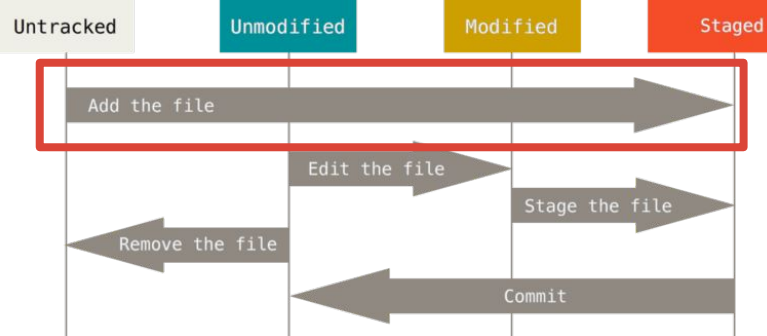 Untracked
Unmodified
Modified
Staged
Add the file
Edit the file
Stage the file
Remove the file
Commit